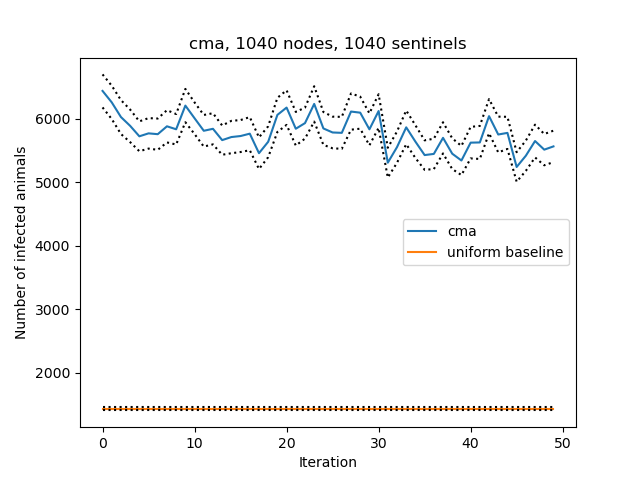 cma, 1040 nodes, 1040 sentinels
Number of infected animals
6000
5000
4000
3000
2000
cma
uniform baseline
0
10
20
30
40
50
Iteration